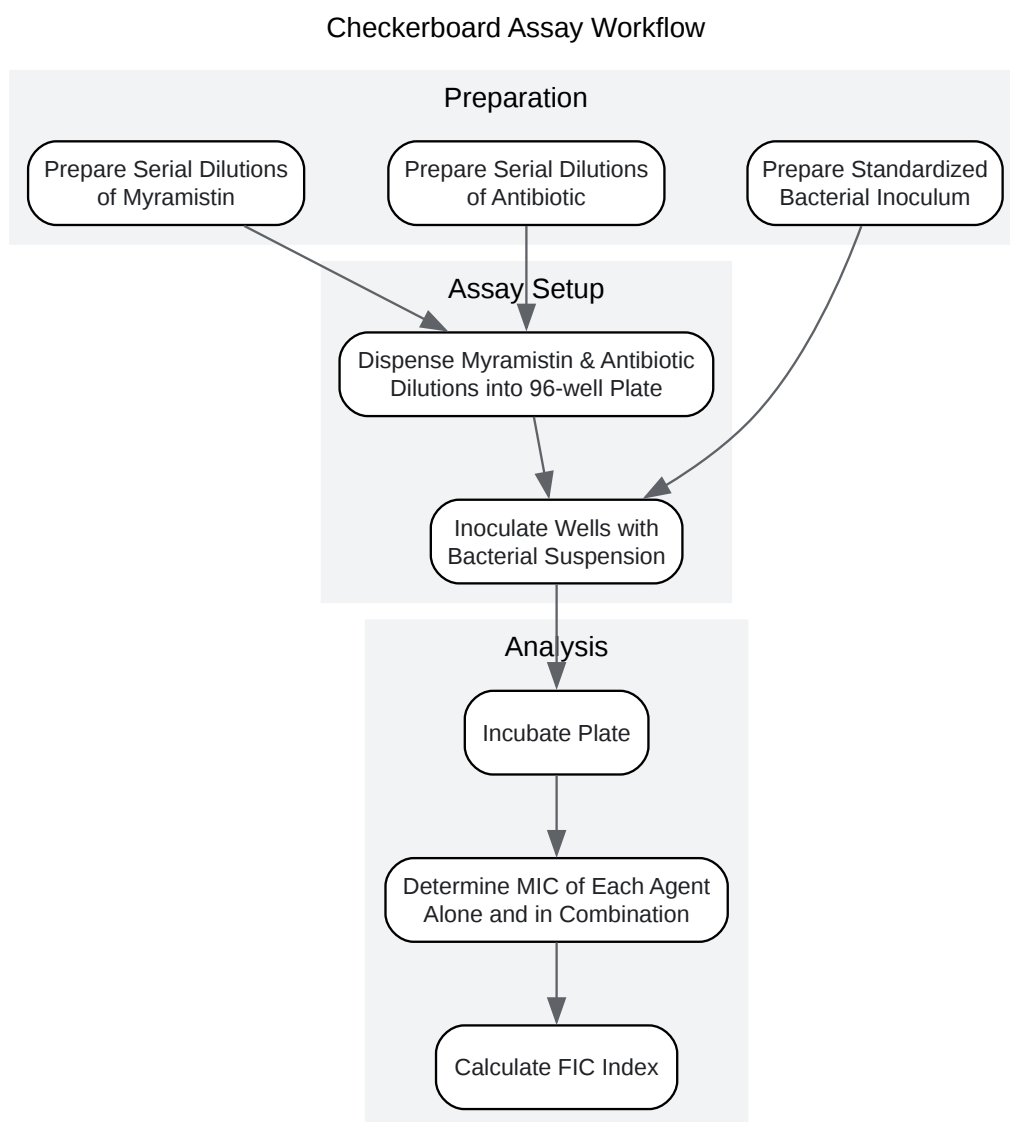 Checkerboard Assay Workflow
Preparation
Prepare Serial Dilutions
of Myramistin
Prepare Serial Dilutions
of Antibiotic
Prepare Standardized
Bacterial Inoculum
Assay Setup
Dispense Myramistin & Antibiotic
Dilutions into 96-well Plate
Inoculate Wells with
Bacterial Suspension
Analysis
Incubate Plate
Determine MIC of Each Agent
Alone and in Combination
Calculate FIC Index